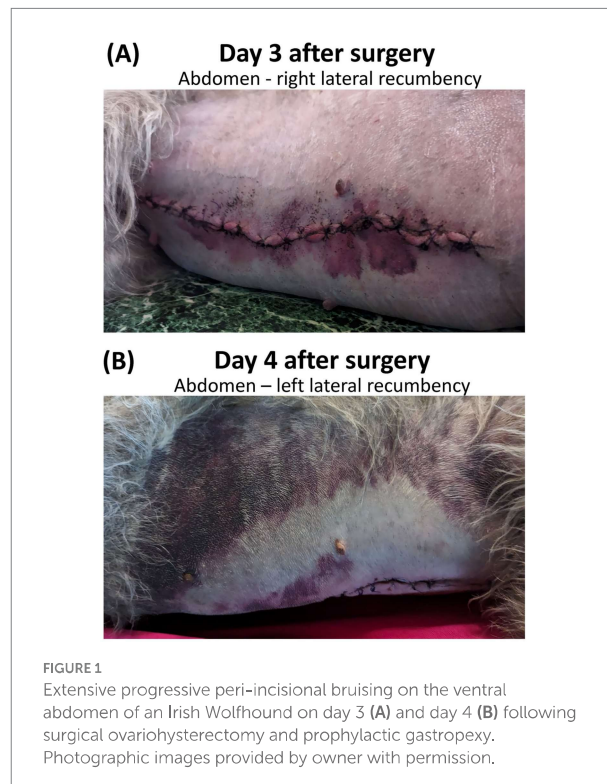 (A) Day 3 after surgery
Abdomen - right lateral recumbency
(B) Day 4 after surgery
Abdomen – left lateral recumbency
FIGURE 1
Extensive progressive peri-incisional bruising on the ventral
abdomen of an Irish Wolfhound on day 3 (A) and day 4 (B) following
surgical ovariohysterectomy and prophylactic gastropexy.
Photographic images provided by owner with permission.